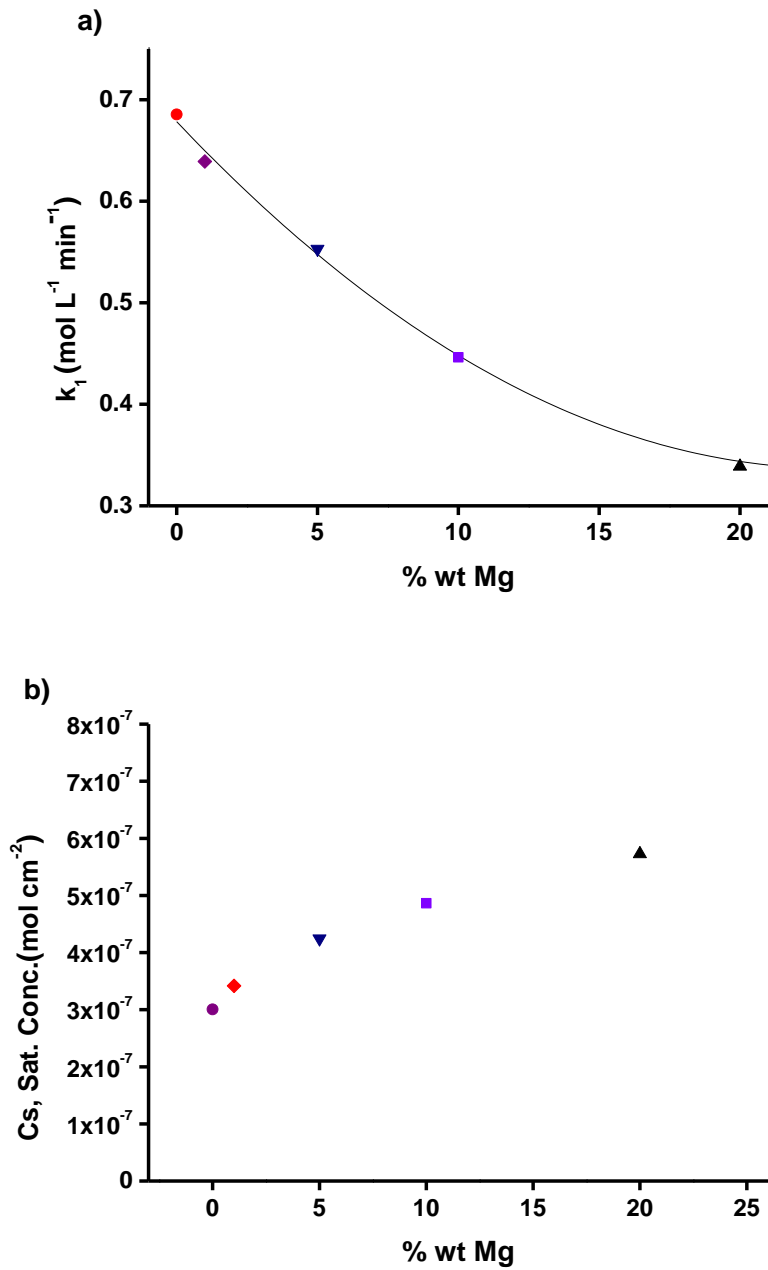 a)
k₁ (mol L⁻¹ min⁻¹)
0.7
0.6
0.5
0.4
0.3
0 5 10 15 20
% wt Mg
b)
Cs, Sat. Conc.(mol cm⁻²)
8x10⁻⁷
7x10⁻⁷
6x10⁻⁷
5x10⁻⁷
4x10⁻⁷
3x10⁻⁷
2x10⁻⁷
1x10⁻⁷
0
0 5 10 15 20 25
% wt Mg